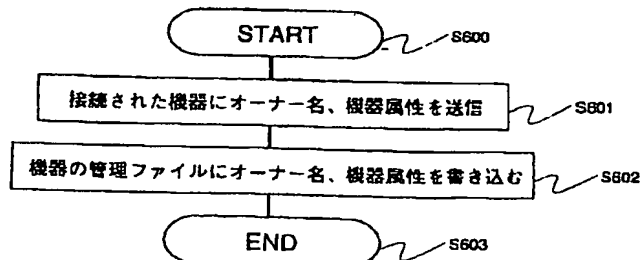 START
S600
接続された機器にオーナー名、機器属性を送信
S601
機器の管理ファイルにオーナー名、機器属性を書き込む
S602
END
S603